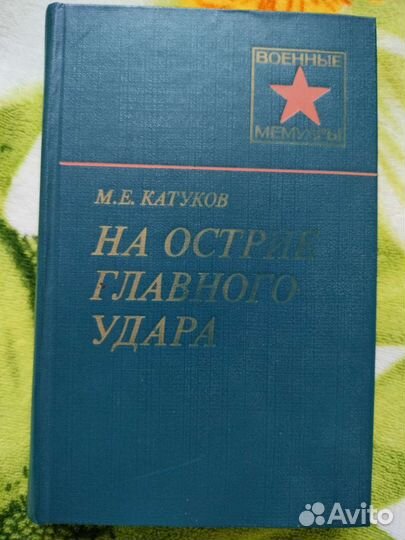 ВОЕННЫЕ
МЕМУАРЫ
М.Е. КАТУКОВ
НА ОСТРИЕ
ГЛАВНОГО
УДАРА
Avito